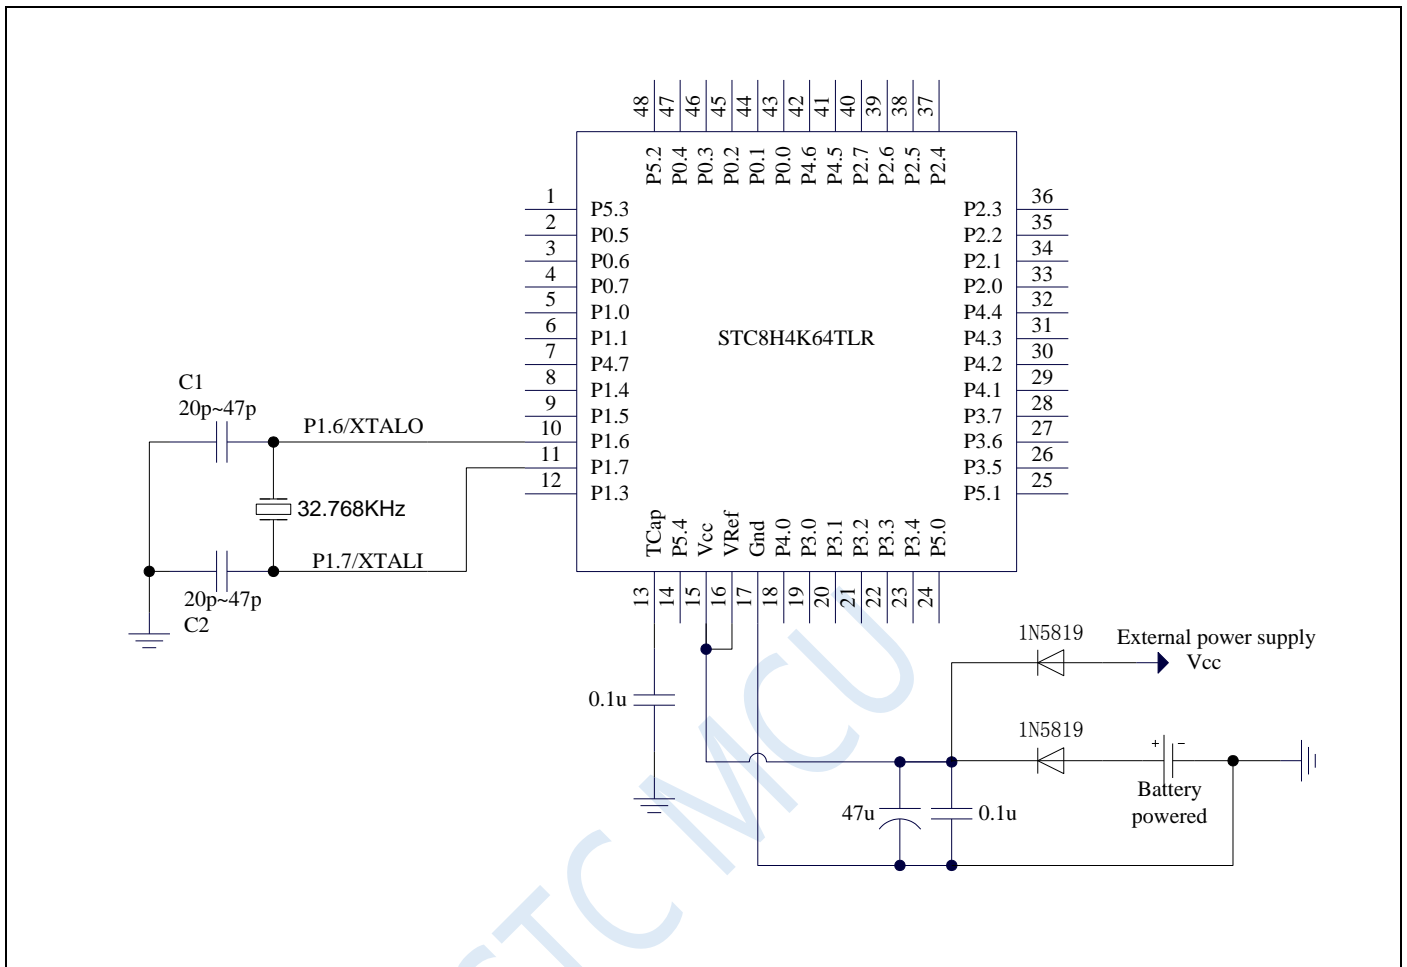 48 47 46 45 44 43 42 41 40 39 38 37
P5.2 P0.4 P0.3 P0.2 P0.1 P0.0 P4.6 P4.5 P2.7 P2.6 P2.5 P2.4
1 P5.3
2 P0.5
3 P0.6
4 P0.7
5 P1.0
6 P1.1
7 P4.7
8 P1.4
9 P1.5
10 P1.6
11 P1.7
12 P1.3
STC8H4K64TLR
P2.3 36
P2.2 35
P2.1 34
P2.0 33
P4.4 32
P4.3 31
P4.2 30
P4.1 29
P3.7 28
P3.6 27
P3.5 26
P5.1 25
TCap P5.4 Vcc VRef Gnd P4.0 P3.0 P3.1 P3.2 P3.3 P3.4 P5.0
13 14 15 16 17 18 19 20 21 22 23 24
C1
20p~47p
P1.6/XTALO
32.768KHz
P1.7/XTALI
20p~47p
C2
0.1u
1N5819
External power supply
Vcc
1N5819
+ -
Battery
powered
47u
0.1u
STC MCU